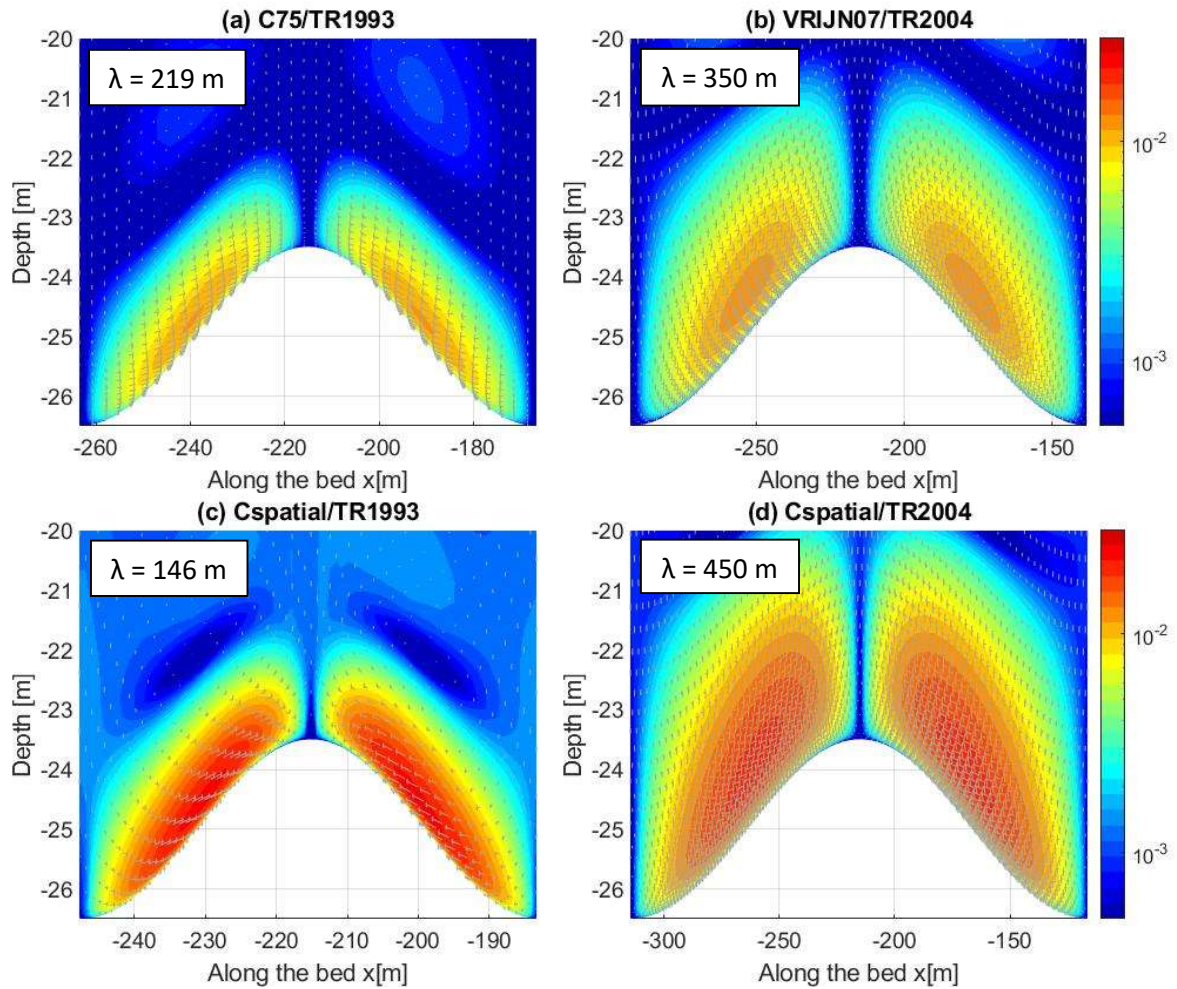 (a) C75/TR1993
λ = 219 m
-20
-21
-22
-23
-24
-25
-26
Depth [m]
-260 -240 -220 -200 -180
Along the bed x[m]
(b) VRIJN07/TR2004
λ = 350 m
-20
-21
-22
-23
-24
-25
-26
Depth [m]
-250 -200 -150
Along the bed x[m]
10-2
10-3
(c) Cspatial/TR1993
λ = 146 m
-20
-21
-22
-23
-24
-25
-26
Depth [m]
-240 -230 -220 -210 -200 -190
Along the bed x[m]
(d) Cspatial/TR2004
λ = 450 m
-20
-21
-22
-23
-24
-25
-26
Depth [m]
-300 -250 -200 -150
Along the bed x[m]
10-2
10-3